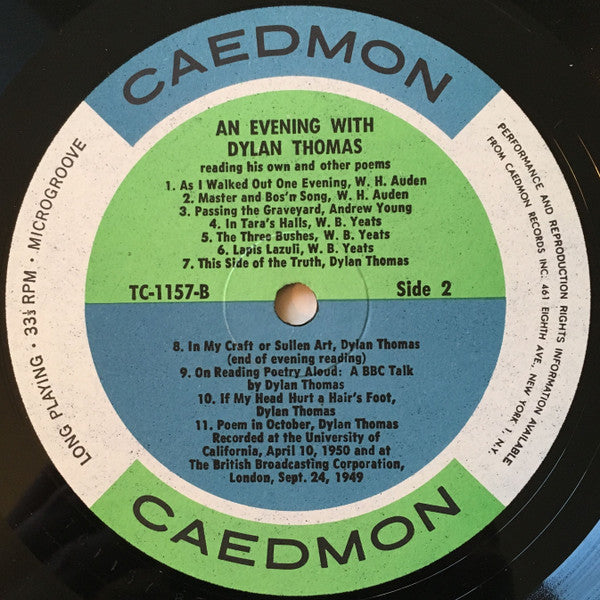 CAEDMON
AN EVENING WITH
DYLAN THOMAS
reading his own and other poems
1. As I Walked Out One Evening, W. H. Auden
2. Master and Bos'n Song, W. H. Auden
3. Passing the Graveyard, Andrew Young
4. In Tara's Halls, W. B. Yeats
5. The Three Bushes, W. B. Yeats
6. Lapis Lazuli, W. B. Yeats
7. This Side of the Truth, Dylan Thomas
TC-1157-B
Side 2
8. In My Craft or Sullen Art, Dylan Thomas
(end of evening reading)
9. On Reading Poetry Aloud: A BBC Talk
by Dylan Thomas
10. If My Head Hurt a Hair's Foot,
Dylan Thomas
11. Poem in October, Dylan Thomas
Recorded at the University of
California, April 10, 1950 and at
The British Broadcasting Corporation,
London, Sept. 24, 1949
CAEDMON
LONG PLAYING · 33⅓ RPM · MICROGROOVE
PERFORMANCE AND REPRODUCTION RIGHTS INFORMATION AVAILABLE
FROM CAEDMON RECORDS INC. 461 EIGHTH AVE. NEW YORK 1, N.Y.